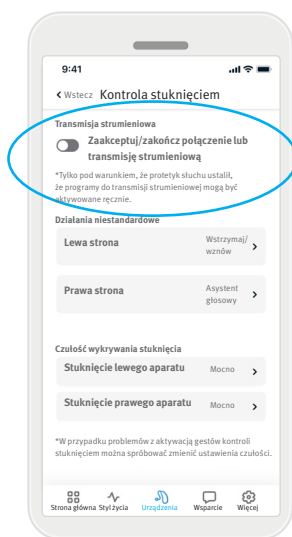 9:41
Wstecz Kontrola stuknięciem
Transmisja strumieniowa
Zaakceptuj/zakończ połączenie lub
transmisję strumieniową
*Tylko pod warunkiem, że protetyk słuchu ustalił,
że programy do transmisji strumieniowej mogą być
aktywowane ręcznie.
Działania niestandardowe
Lewa strona Wstrzymaj/
wznów
Prawa strona Asystent
głosowy
Czułość wykrywania stuknięcia
Stuknięcie lewego aparatu Mocno
Stuknięcie prawego aparatu Mocno
*W przypadku problemów z aktywacją gestów kontroli
stuknięciem można spróbować zmienić ustawienia czułości.
Strona główna Styl życia Urządzenia Wsparcie Więcej